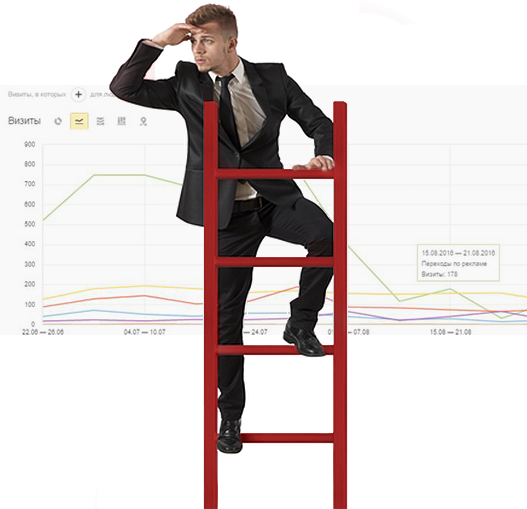 Визиты, в которых + для лю
Визиты
900
800
700
600
500
400
300
200
100
0
15.08.2016 — 21.08.2016
Переходы по рекламе
Визиты: 178
22.06 — 26.06
04.07 — 10.07
— 24.07
— 07.08
15.08 — 21.08